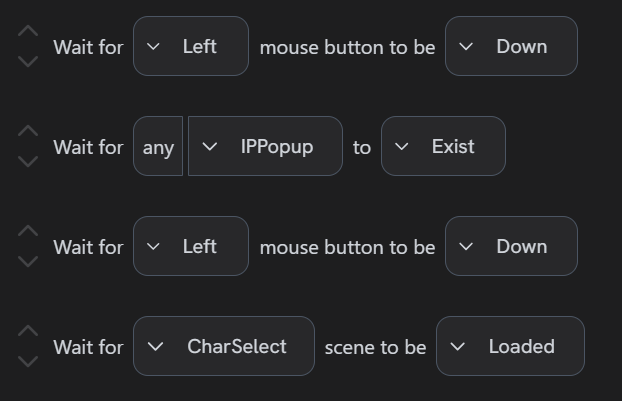 Wait for Left mouse button to be Down
Wait for any IPPopup to Exist
Wait for Left mouse button to be Down
Wait for CharSelect scene to be Loaded